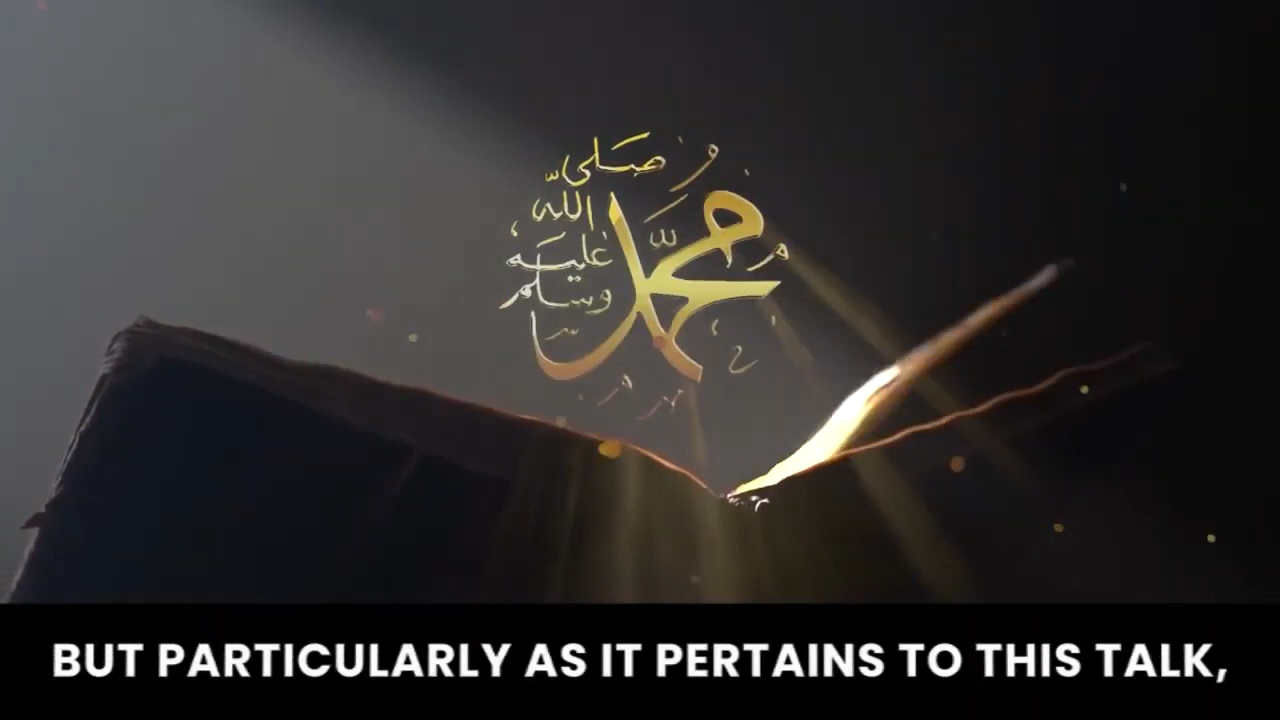 محمد
صلى
الله
عليه
وسلم
BUT PARTICULARLY AS IT PERTAINS TO THIS TALK,